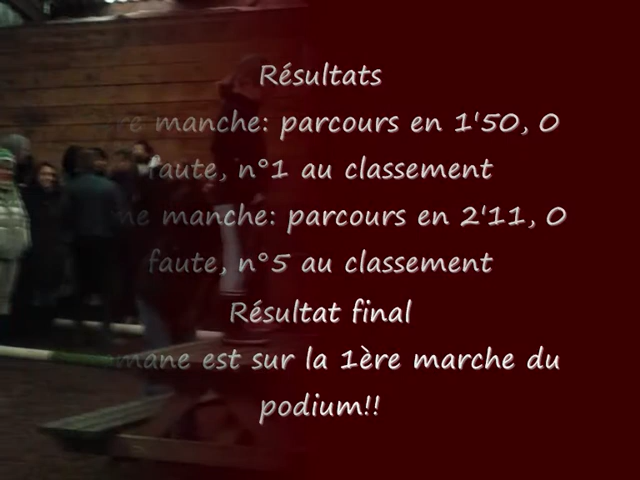 Résultats
manche: parcours en 1'50, 0
faute, n°1 au classement
manche: parcours en 2'11, 0
faute, n°5 au classement
Résultat final
est sur la 1ère marche du
podium!!